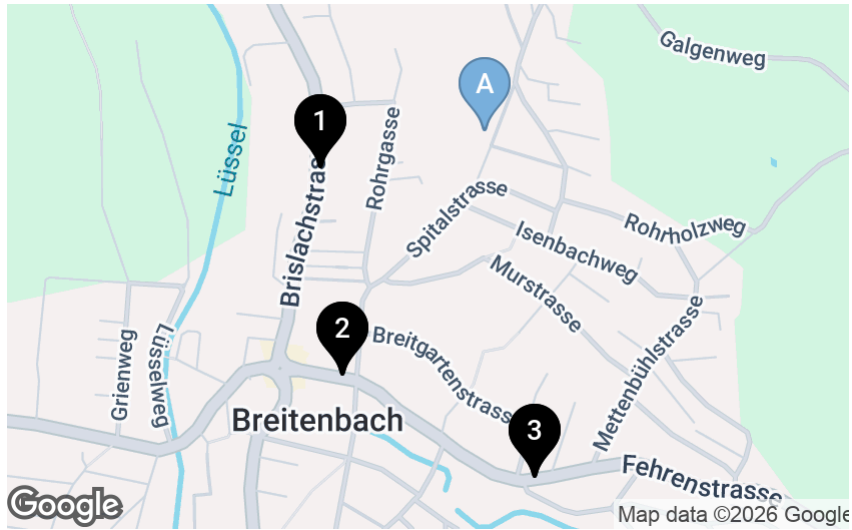 Galgenweg
A
1
Lüssel
Rohrgasse
Spitalstrasse
Rohrholzweg
Isenbachweg
Brislachstras
Murstrasse
2
Grienweg
Lüsselweg
Breitgartenstrasse
Mettenbühlstrasse
Breitenbach
3
Fehrenstrasse
Google
Map data ©2026 Google